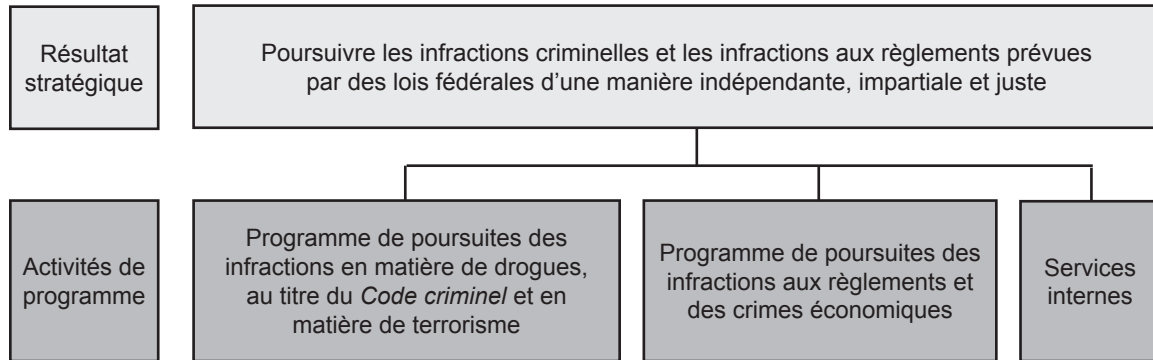 Résultat
stratégique
Poursuivre les infractions criminelles et les infractions aux règlements prévues
par des lois fédérales d’une manière indépendante, impartiale et juste
Activités de
programme
Programme de poursuites des
infractions en matière de drogues,
au titre du Code criminel et en
matière de terrorisme
Programme de poursuites des
infractions aux règlements et
des crimes économiques
Services
internes